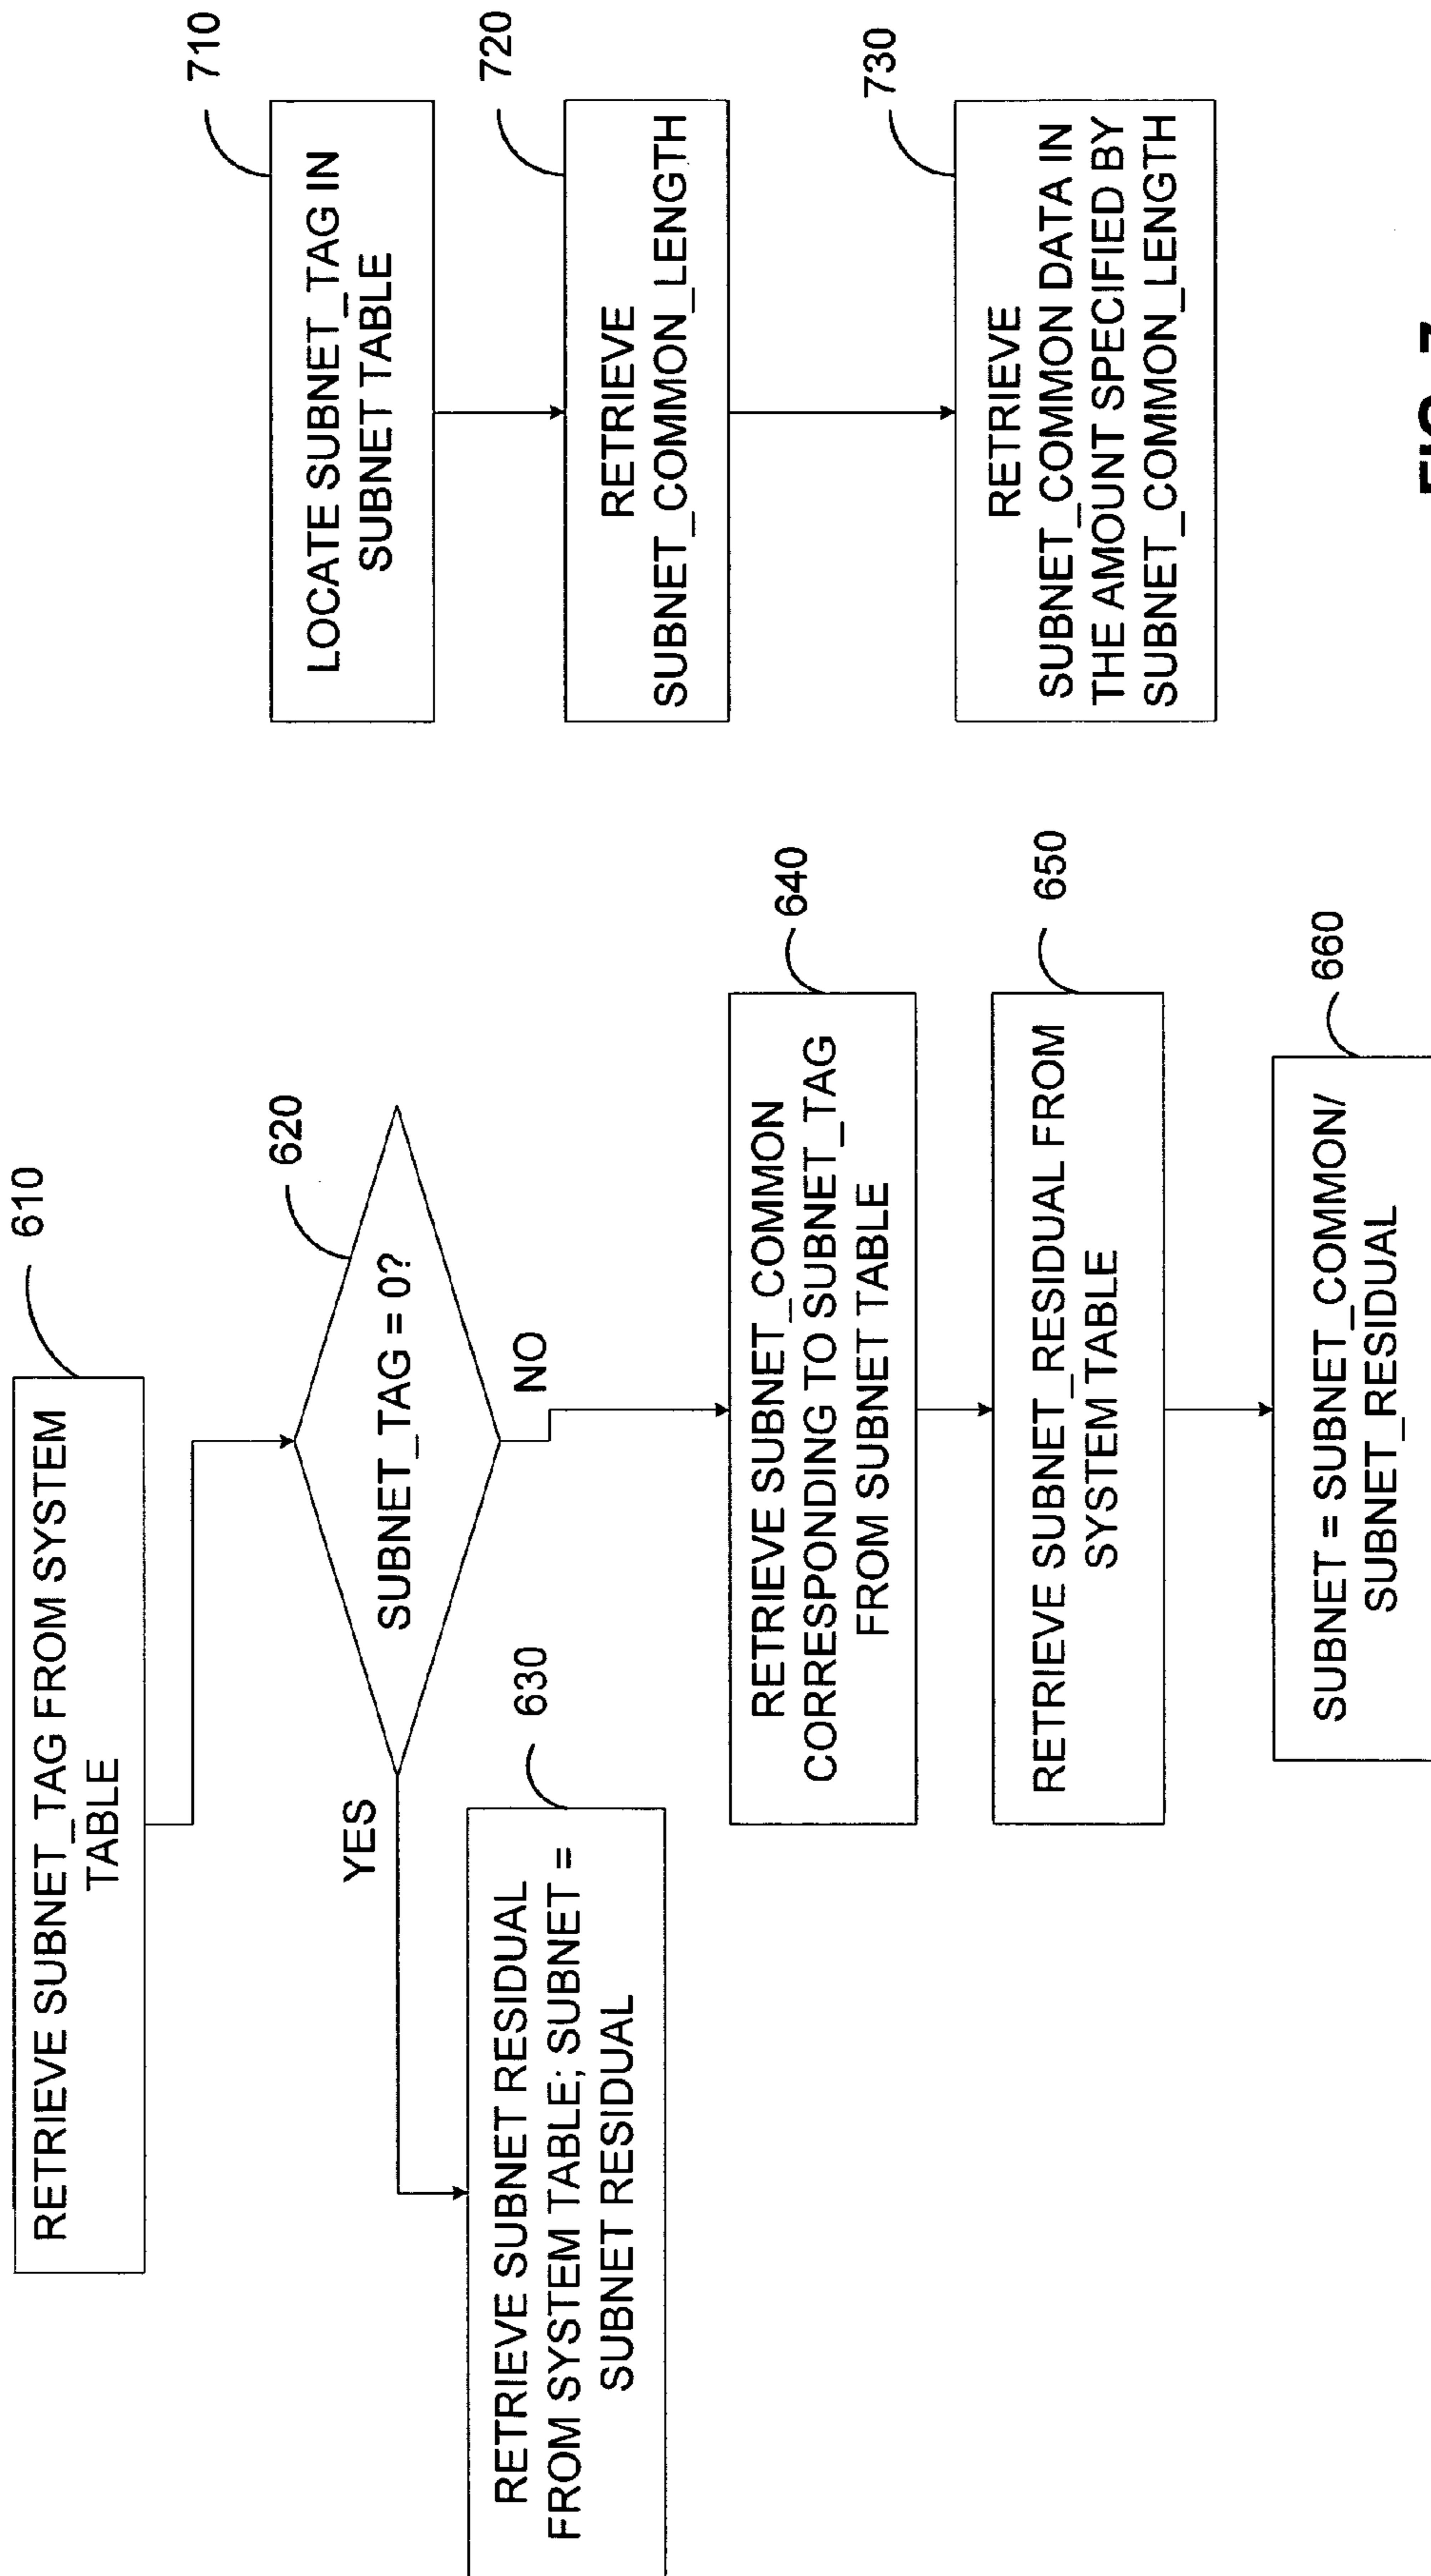 610
RETRIEVE SUBNET_TAG FROM SYSTEM
TABLE
620
SUBNET_TAG = 0?
YES
NO
630
RETRIEVE SUBNET RESIDUAL
FROM SYSTEM TABLE; SUBNET =
SUBNET RESIDUAL
640
RETRIEVE SUBNET_COMMON
CORRESPONDING TO SUBNET_TAG
FROM SUBNET TABLE
650
RETRIEVE SUBNET_RESIDUAL FROM
SYSTEM TABLE
660
SUBNET = SUBNET_COMMON/
SUBNET_RESIDUAL
710
LOCATE SUBNET_TAG IN
SUBNET TABLE
720
RETRIEVE
SUBNET_COMMON_LENGTH
730
RETRIEVE
SUBNET_COMMON DATA IN
THE AMOUNT SPECIFIED BY
SUBNET_COMMON_LENGTH